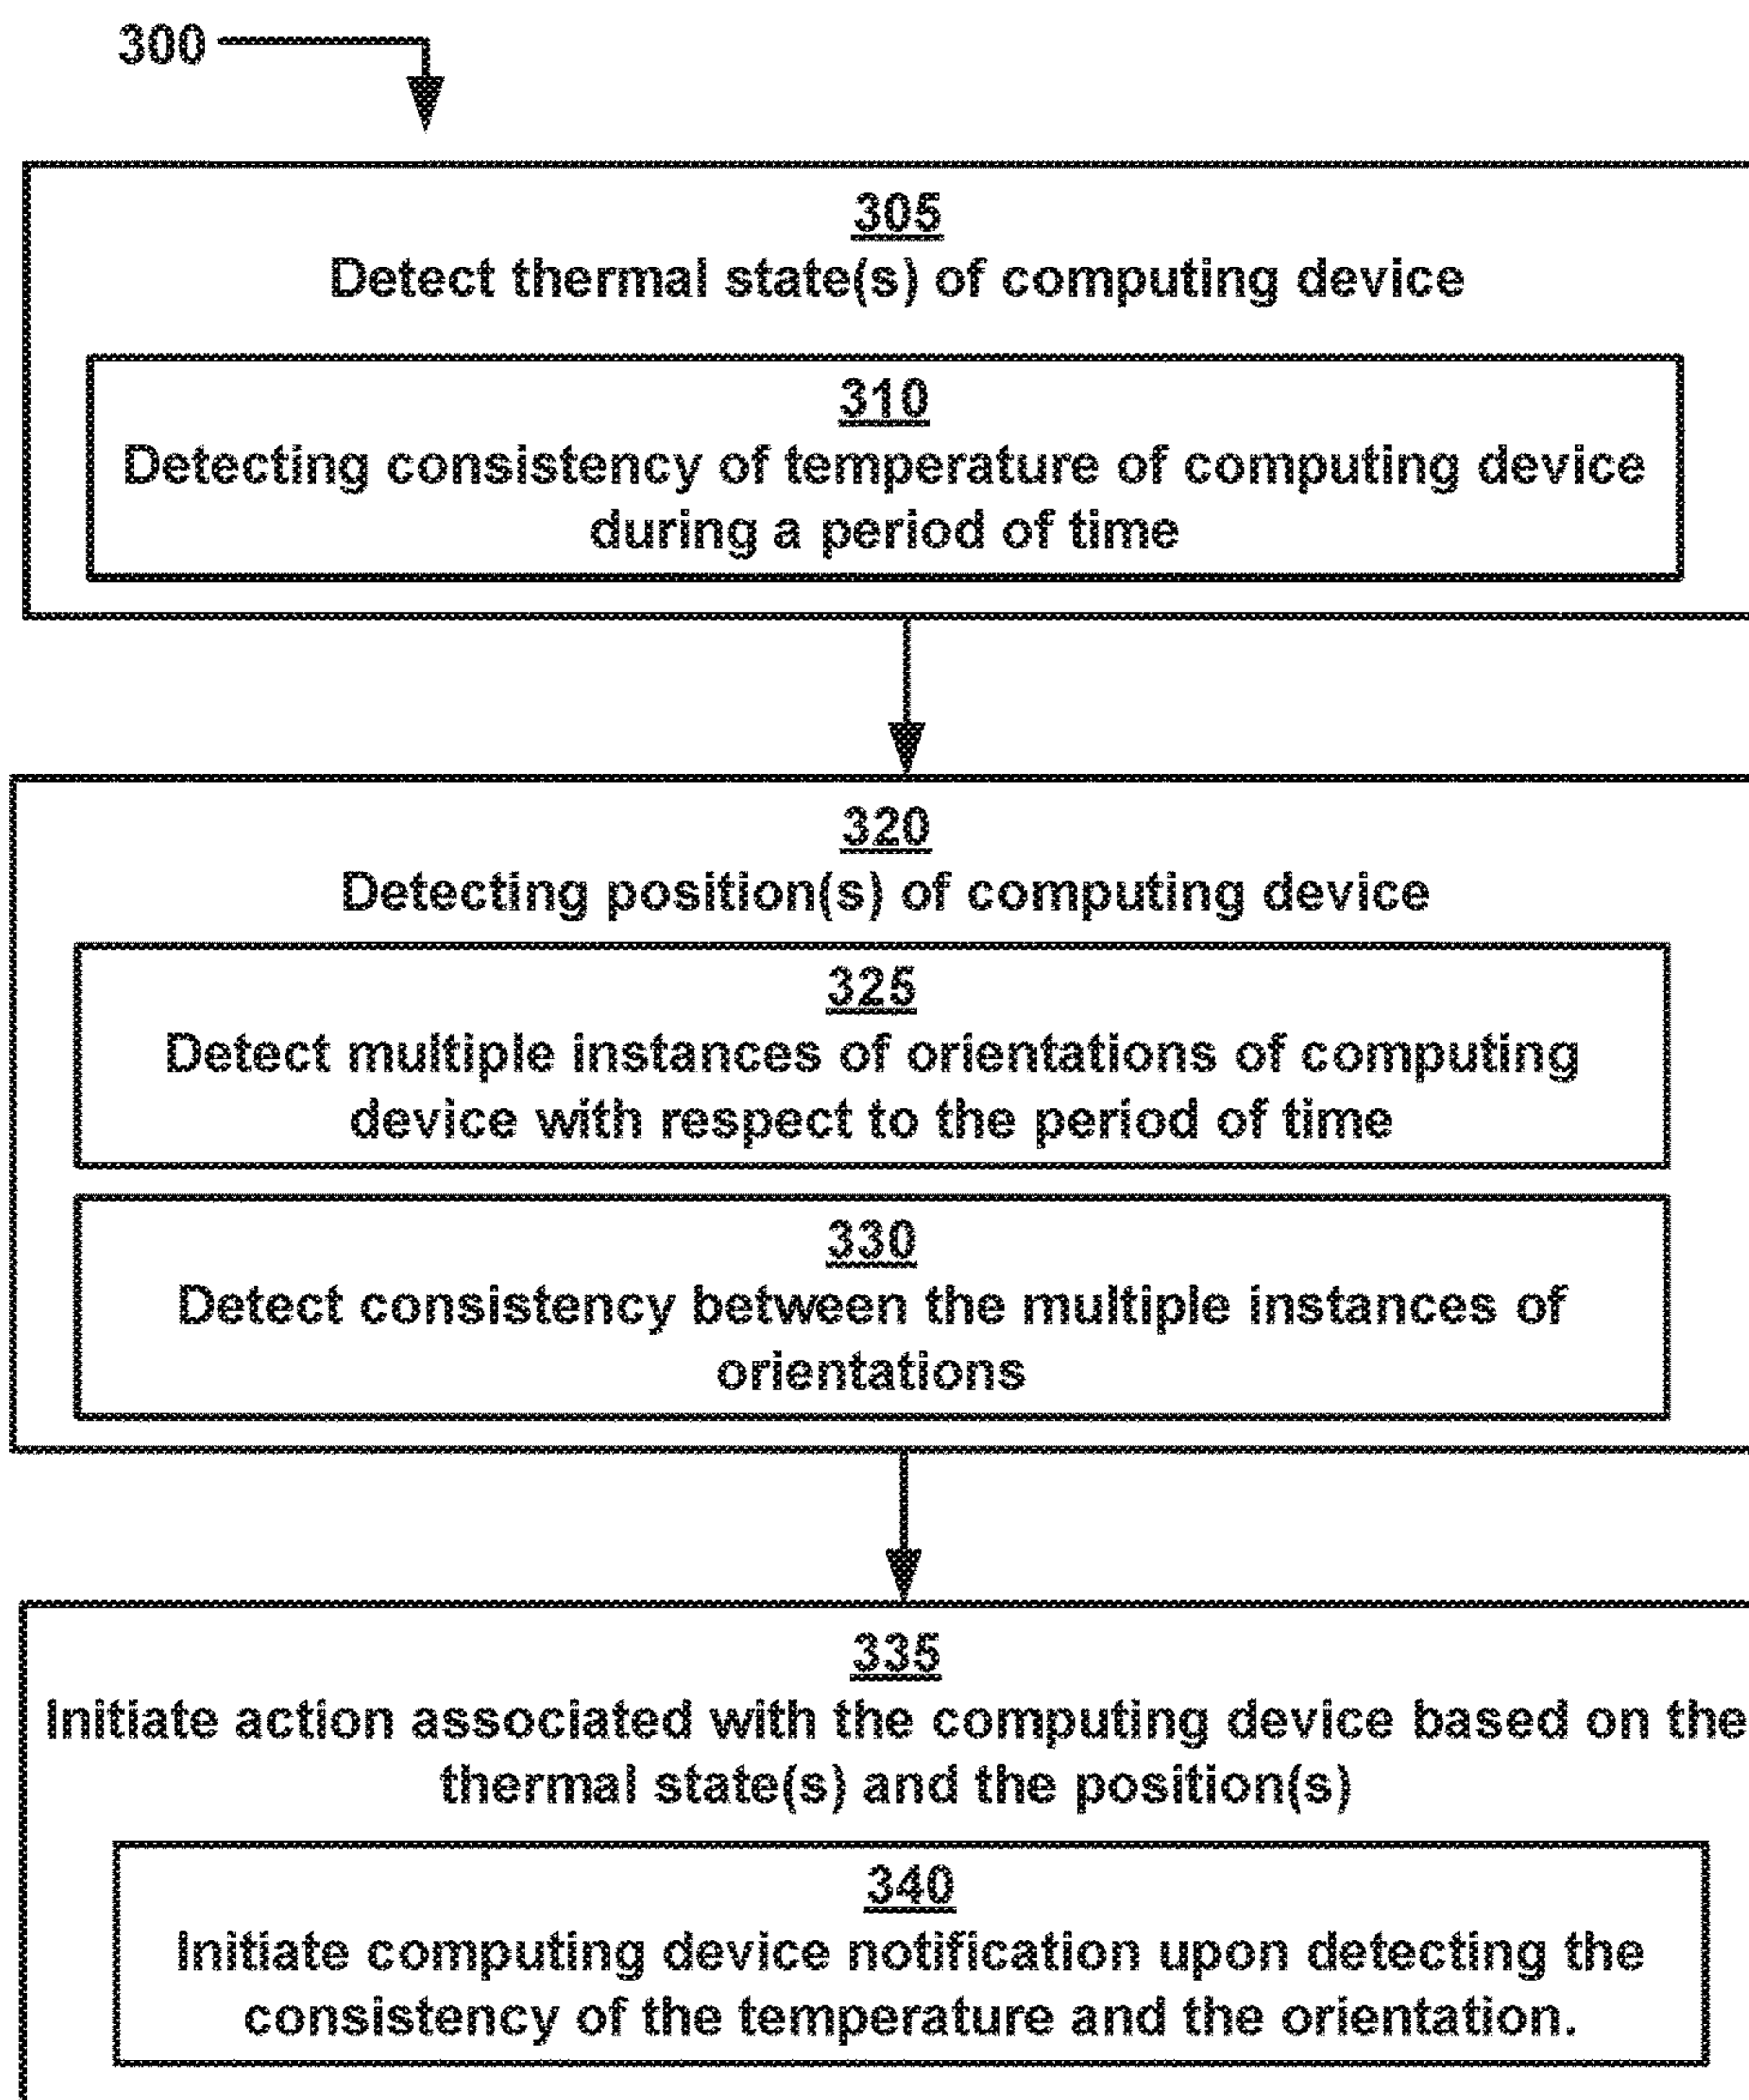 300
305
Detect thermal state(s) of computing device
310
Detecting consistency of temperature of computing device
during a period of time
320
Detecting position(s) of computing device
325
Detect multiple instances of orientations of computing
device with respect to the period of time
330
Detect consistency between the multiple instances of
orientations
335
Initiate action associated with the computing device based on the
thermal state(s) and the position(s)
340
Initiate computing device notification upon detecting the
consistency of the temperature and the orientation.